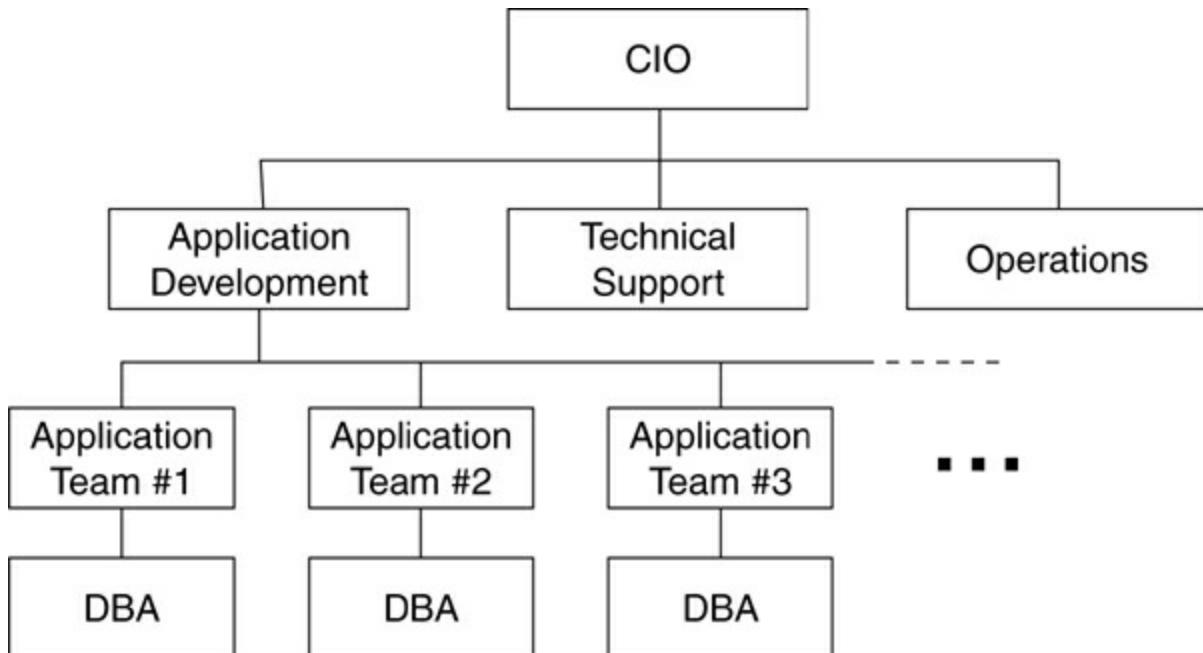 CIO
Application
Development
Technical
Support
Operations
Application
Team #1
Application
Team #2
Application
Team #3
...
DBA
DBA
DBA